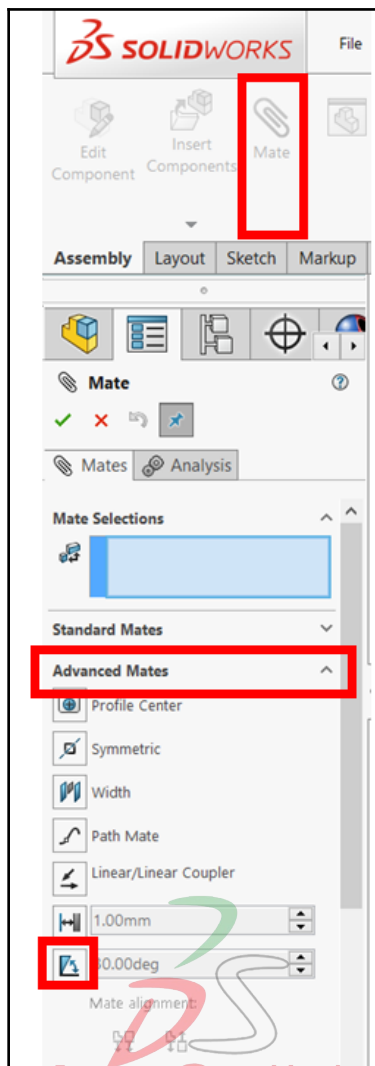 SOLIDWORKS File
Edit Component
Insert Components
Mate
Assembly Layout Sketch Markup
Mate
Mates Analysis
Mate Selections
Standard Mates
Advanced Mates
Profile Center
Symmetric
Width
Path Mate
Linear/Linear Coupler
1.00mm
30.00deg
Mate alignment: